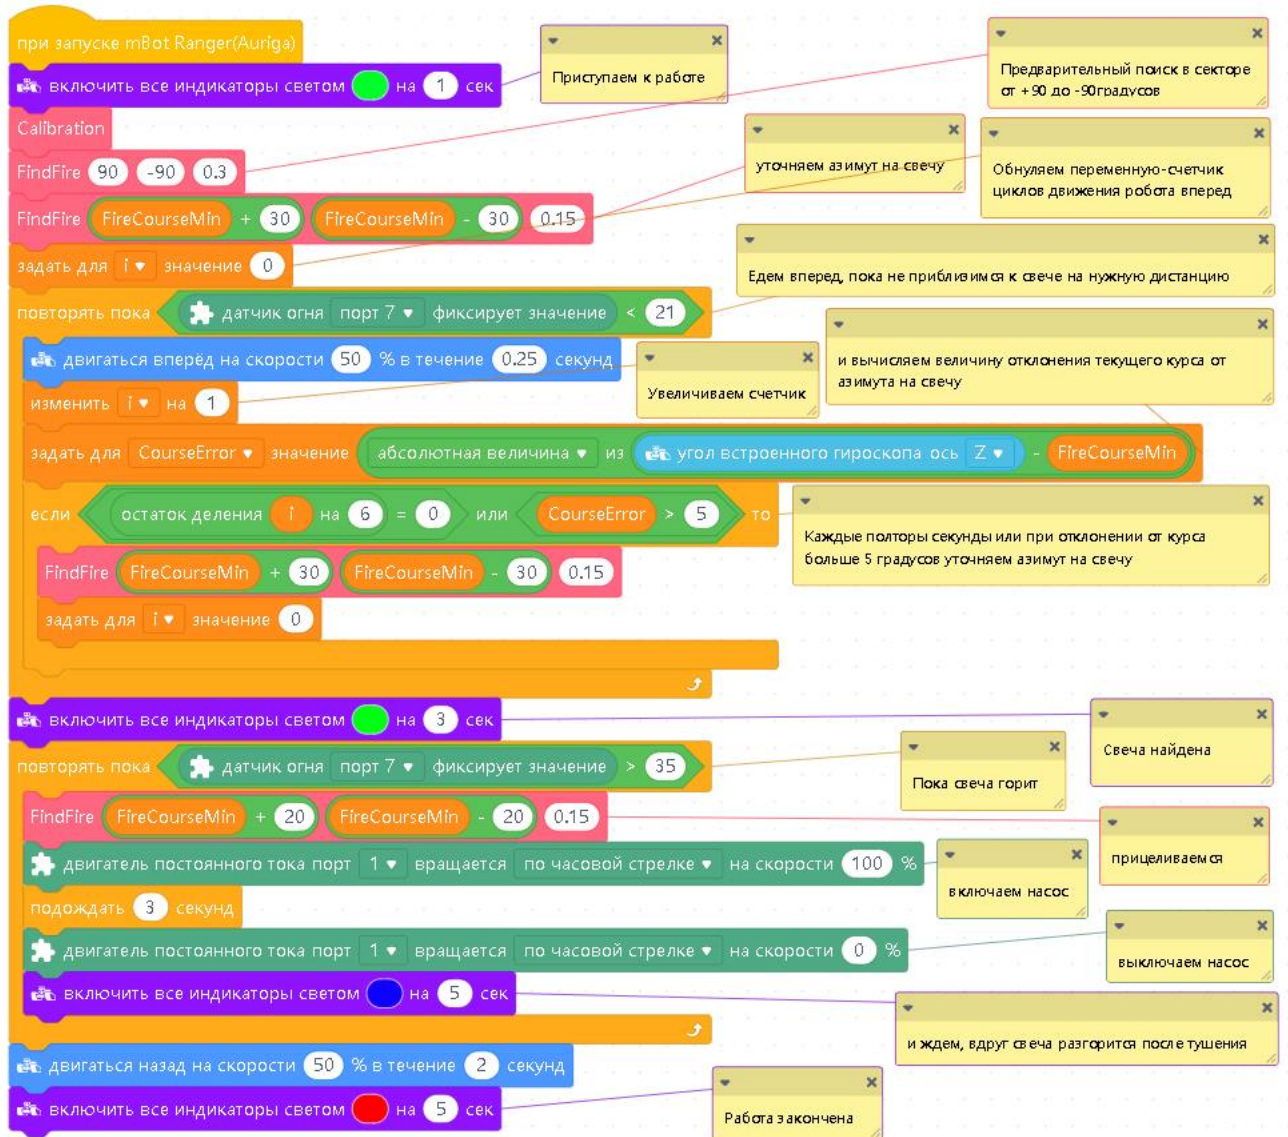 при запуске mBot Ranger(Auriga)
включить все индикаторы светом на 1 сек
Приступаем к работе
Предварительный поиск в секторе
от +90 до -90градусов
Calibration
FindFire 90 -90 0.3
уточняем азимут на свечу
Обнуляем переменную-счетчик
циклов движения робота вперед
FindFire FireCourseMin + 30 FireCourseMin - 30 0.15
задать для i значение 0
Едем вперед, пока не приблизимся к свече на нужную дистанцию
повторять пока датчик огня порт 7 фиксирует значение < 21
двигаться вперёд на скорости 50 % в течение 0.25 секунд
и вычисляем величину отклонения текущего курса от
азимута на свечу
изменить i на 1
Увеличиваем счетчик
задать для CourseError значение абсолютная величина из угол встроенного гироскопа ось Z - FireCourseMin
если остаток деления i на 6 = 0 или CourseError > 5 то
Каждые полторы секунды или при отклонении от курса
больше 5 градусов уточняем азимут на свечу
FindFire FireCourseMin + 30 FireCourseMin - 30 0.15
задать для i значение 0
включить все индикаторы светом на 3 сек
Свеча найдена
повторять пока датчик огня порт 7 фиксирует значение > 35
Пока свеча горит
FindFire FireCourseMin + 20 FireCourseMin - 20 0.15
прицеливаемся
двигатель постоянного тока порт 1 вращается по часовой стрелке на скорости 100 %
включаем насос
подождать 3 секунд
двигатель постоянного тока порт 1 вращается по часовой стрелке на скорости 0 %
выключаем насос
включить все индикаторы светом на 5 сек
и ждем, вдруг свеча разгорится после тушения
двигаться назад на скорости 50 % в течение 2 секунд
включить все индикаторы светом на 5 сек
Работа закончена